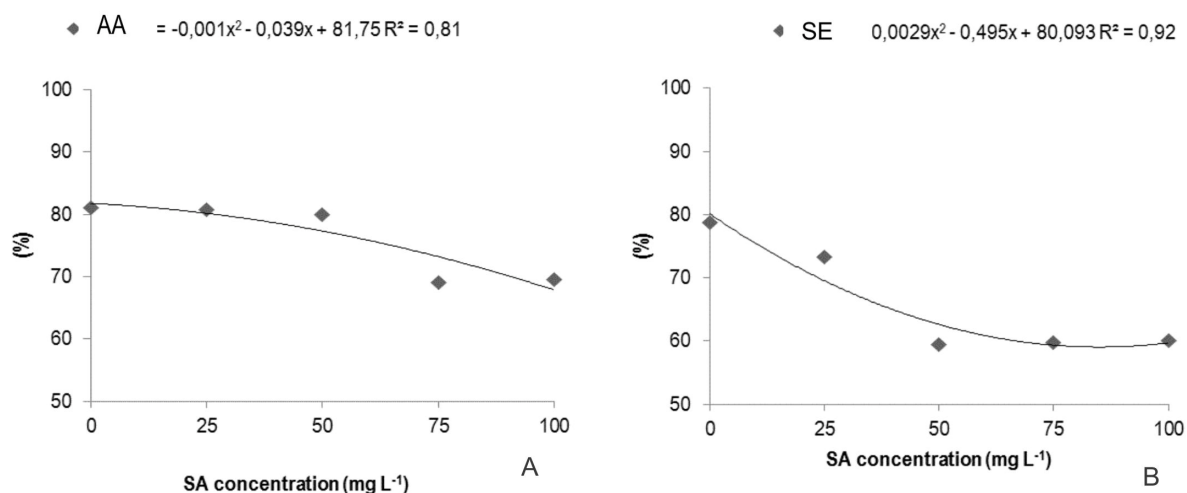 AA = -0,001x² - 0,039x + 81,75 R² = 0,81
100
90
80
70
60
50
(%)
0 25 50 75 100
SA concentration (mg L⁻¹)
A
SE 0,0029x² - 0,495x + 80,093 R² = 0,92
100
90
80
70
60
50
(%)
0 25 50 75 100
SA concentration (mg L⁻¹)
B